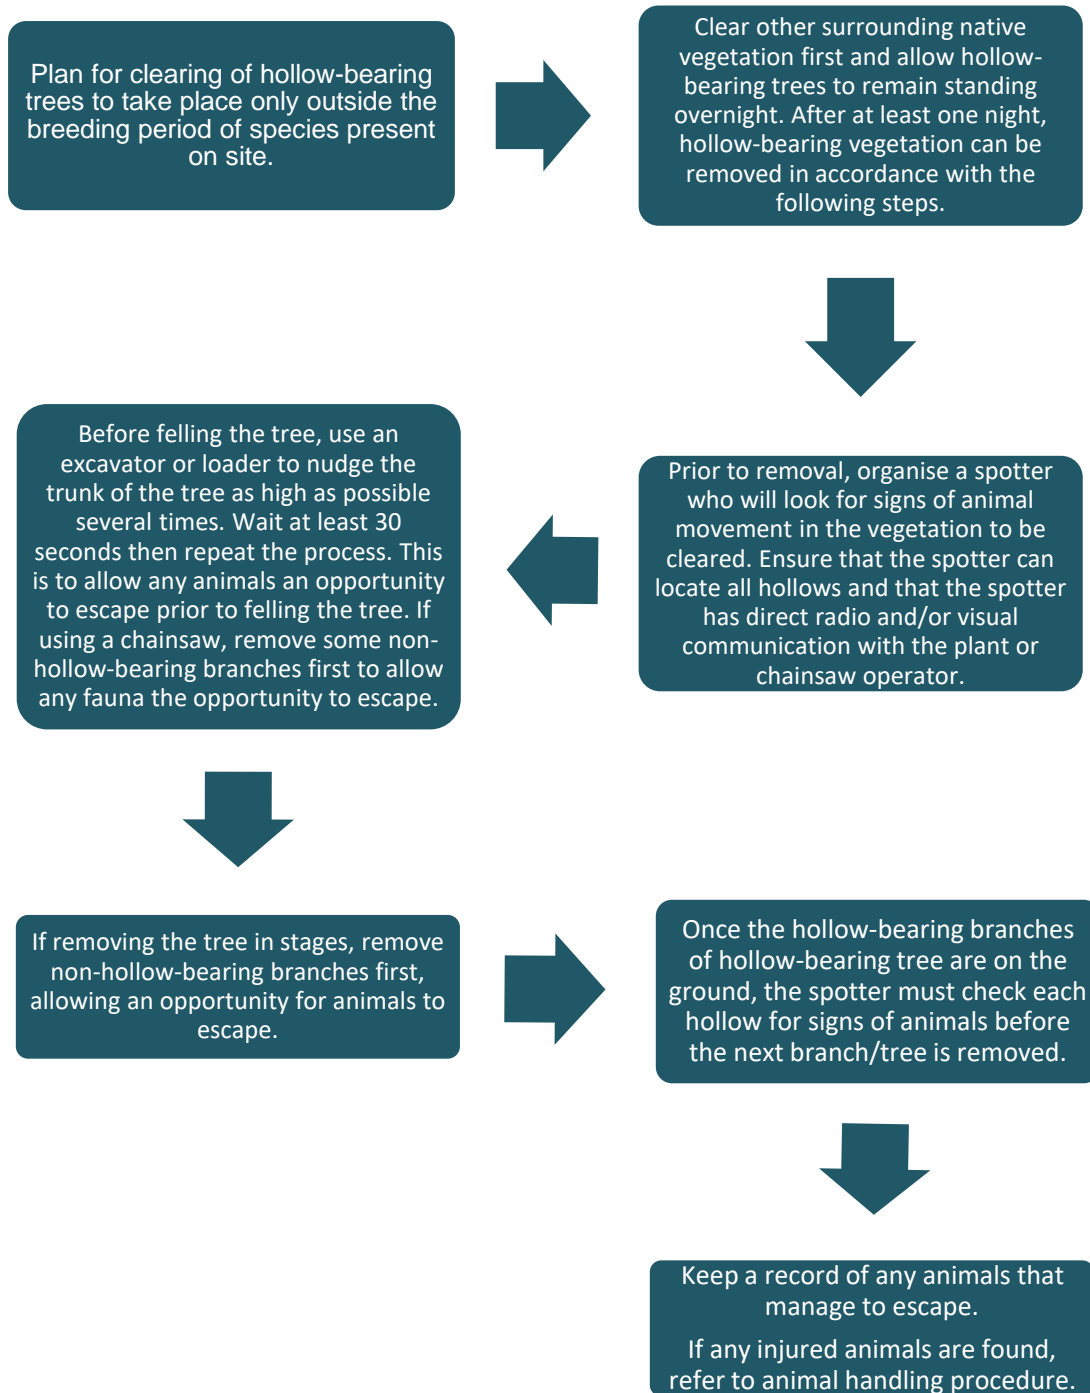 Plan for clearing of hollow-bearing
trees to take place only outside the
breeding period of species present
on site.
Clear other surrounding native
vegetation first and allow hollow-
bearing trees to remain standing
overnight. After at least one night,
hollow-bearing vegetation can be
removed in accordance with the
following steps.
Prior to removal, organise a spotter
who will look for signs of animal
movement in the vegetation to be
cleared. Ensure that the spotter can
locate all hollows and that the spotter
has direct radio and/or visual
communication with the plant or
chainsaw operator.
Before felling the tree, use an
excavator or loader to nudge the
trunk of the tree as high as possible
several times. Wait at least 30
seconds then repeat the process. This
is to allow any animals an opportunity
to escape prior to felling the tree. If
using a chainsaw, remove some non-
hollow-bearing branches first to allow
any fauna the opportunity to escape.
If removing the tree in stages, remove
non-hollow-bearing branches first,
allowing an opportunity for animals to
escape.
Once the hollow-bearing branches
of hollow-bearing tree are on the
ground, the spotter must check each
hollow for signs of animals before
the next branch/tree is removed.
Keep a record of any animals that
manage to escape.
If any injured animals are found,
refer to animal handling procedure.